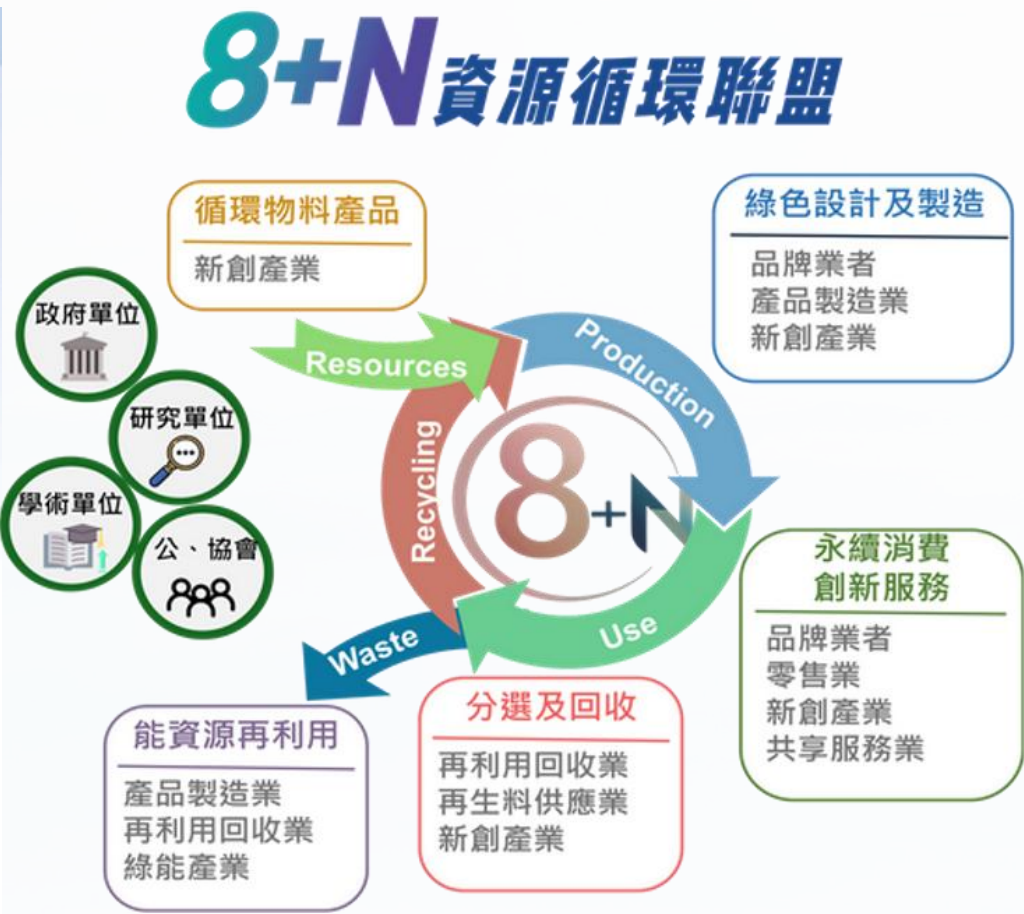 8+N資源循環聯盟
循環物料產品
新創產業
綠色設計及製造
品牌業者
產品製造業
新創產業
政府單位
研究單位
學術單位
公、協會
Resources
Production
Recycling
8+N
Use
Waste
永續消費
創新服務
品牌業者
零售業
新創產業
共享服務業
分選及回收
再利用回收業
再生料供應業
新創產業
能資源再利用
產品製造業
再利用回收業
綠能產業